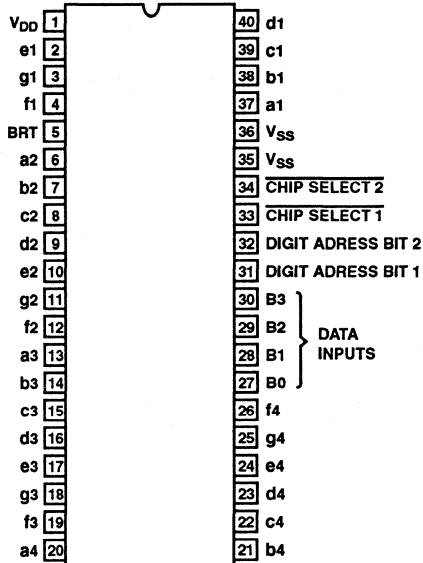 VDD 1 40 d1
e1 2 39 c1
g1 3 38 b1
f1 4 37 a1
BRT 5 36 VSS
a2 6 35 VSS
b2 7 34 CHIP SELECT 2
c2 8 33 CHIP SELECT 1
d2 9 32 DIGIT ADRESS BIT 2
e2 10 31 DIGIT ADRESS BIT 1
g2 11 30 B3
f2 12 29 B2
a3 13 28 B1
b3 14 27 B0
DATA
INPUTS
c3 15 26 f4
d3 16 25 g4
e3 17 24 e4
g3 18 23 d4
f3 19 22 c4
a4 20 21 b4